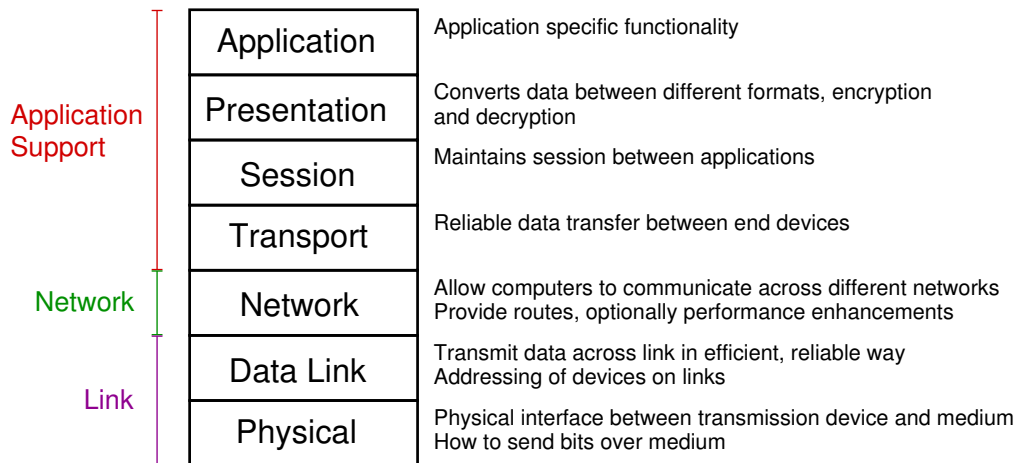 Application
Application specific functionality
Presentation
Converts data between different formats, encryption
and decryption
Application
Support
Session
Maintains session between applications
Transport
Reliable data transfer between end devices
Network
Network
Allow computers to communicate across different networks
Provide routes, optionally performance enhancements
Data Link
Transmit data across link in efficient, reliable way
Addressing of devices on links
Link
Physical
Physical interface between transmission device and medium
How to send bits over medium